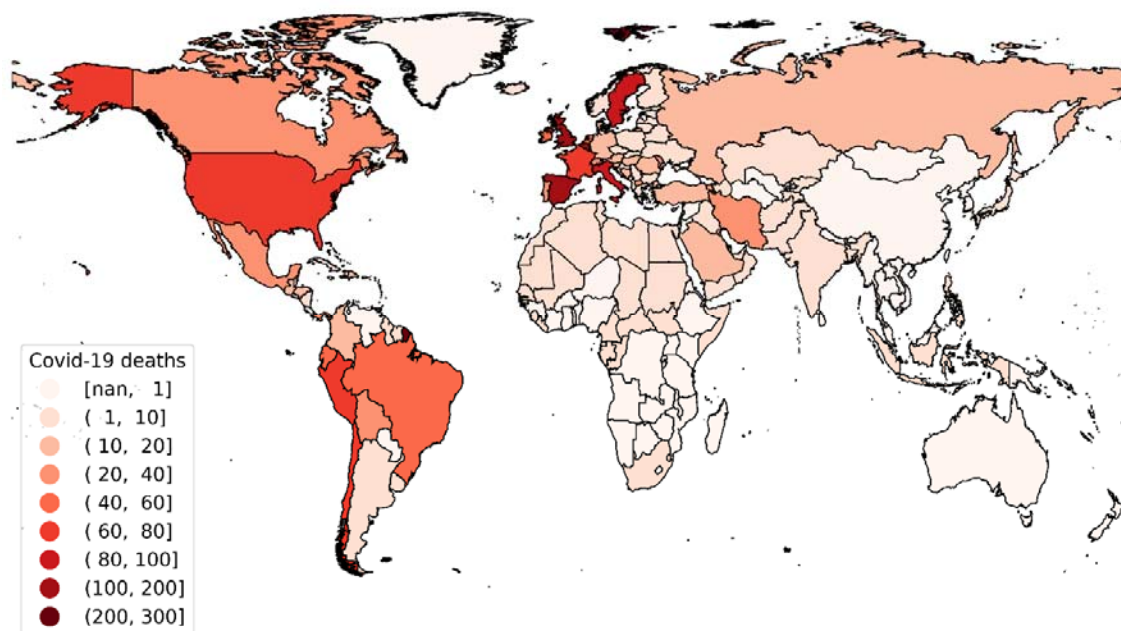 Covid-19 deaths
[nan,   1]
(  1,  10]
( 10,  20]
( 20,  40]
( 40,  60]
( 60,  80]
( 80, 100]
(100, 200]
(200, 300]